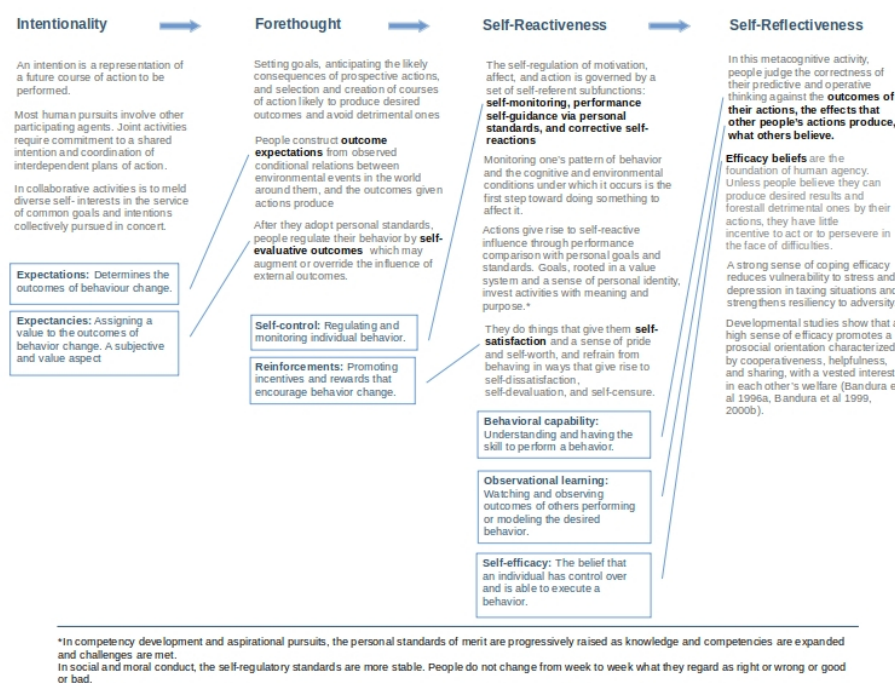 Intentionality
Forethought
Self-Reactiveness
Self-Reflectiveness
An intention is a representation of
a future course of action to be
performed.
Most human pursuits involve other
participating agents. Joint activities
require commitment to a shared
intention and coordination of
interdependent plans of action.
In collaborative activities is to meld
diverse self- interests in the service
of common goals and intentions
collectively pursued in concert.
Expectations: Determines the
outcomes of behaviour change.
Expectancies: Assigning a
value to the outcomes of
behavior change. A subjective
and value aspect
Setting goals, anticipating the likely
consequences of prospective actions,
and selection and creation of courses
of action likely to produce desired
outcomes and avoid detrimental ones
People construct outcome
expectations from observed
conditional relations between
environmental events in the world
around them, and the outcomes given
actions produce
After they adopt personal standards,
people regulate their behavior by self-
evaluative outcomes which may
augment or override the influence of
external outcomes.
Self-control: Regulating and
monitoring individual behavior.
Reinforcements: Promoting
incentives and rewards that
encourage behavior change.
The self-regulation of motivation,
affect, and action is governed by a
set of self-referent subfunctions:
self-monitoring, performance
self-guidance via personal
standards, and corrective self-
reactions
Monitoring one's pattern of behavior
and the cognitive and environmental
conditions under which it occurs is the
first step toward doing something to
affect it.
Actions give rise to self-reactive
influence through performance
comparison with personal goals and
standards. Goals, rooted in a value
system and a sense of personal identity,
invest activities with meaning and
purpose.*
They do things that give them self-
satisfaction and a sense of pride
and self-worth, and refrain from
behaving in ways that give rise to
self-dissatisfaction,
self-devaluation, and self-censure.
Behavioral capability:
Understanding and having the
skill to perform a behavior.
Observational learning:
Watching and observing
outcomes of others performing
or modeling the desired
behavior.
Self-efficacy: The belief that
an individual has control over
and is able to execute a
behavior.
In this metacognitive activity,
people judge the correctness of
their predictive and operative
thinking against the outcomes of
their actions, the effects that
other people's actions produce,
what others believe.
Efficacy beliefs are the
foundation of human agency.
Unless people believe they can
produce desired results and
forestall detrimental ones by their
actions, they have little
incentive to act or to persevere in
the face of difficulties.
A strong sense of coping efficacy
reduces vulnerability to stress and
depression in taxing situations and
strengthens resiliency to adversity
Developmental studies show that a
high sense of efficacy promotes a
prosocial orientation characterized
by cooperativeness, helpfulness,
and sharing, with a vested interest
in each other's welfare (Bandura e
al 1996a, Bandura et al 1999,
2000b).
*In competency development and aspirational pursuits, the personal standards of merit are progressively raised as knowledge and competencies are expanded
and challenges are met.
In social and moral conduct, the self-regulatory standards are more stable. People do not change from week to week what they regard as right or wrong or good
or bad.